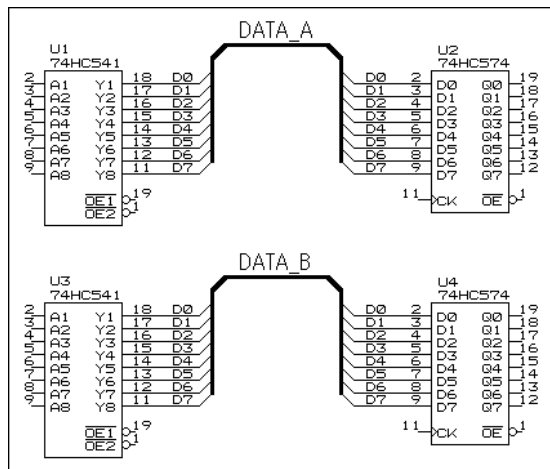 DATA_A
U1
74HC541
U2
74HC574
2 A1 Y1 18 D0 D0 2 D0 Q0 19
3 A2 Y2 17 D1 D1 3 D1 Q1 18
4 A3 Y3 16 D2 D2 4 D2 Q2 17
5 A4 Y4 15 D3 D3 5 D3 Q3 16
6 A5 Y5 14 D4 D4 6 D4 Q4 15
7 A6 Y6 13 D5 D5 7 D5 Q5 14
8 A7 Y7 12 D6 D6 8 D6 Q6 13
9 A8 Y8 11 D7 D7 9 D7 Q7 12
OE1 19
OE2 1
11 CK OE 1
DATA_B
U3
74HC541
U4
74HC574
2 A1 Y1 18 D0 D0 2 D0 Q0 19
3 A2 Y2 17 D1 D1 3 D1 Q1 18
4 A3 Y3 16 D2 D2 4 D2 Q2 17
5 A4 Y4 15 D3 D3 5 D3 Q3 16
6 A5 Y5 14 D4 D4 6 D4 Q4 15
7 A6 Y6 13 D5 D5 7 D5 Q5 14
8 A7 Y7 12 D6 D6 8 D6 Q6 13
9 A8 Y8 11 D7 D7 9 D7 Q7 12
OE1 19
OE2 1
11 CK OE 1